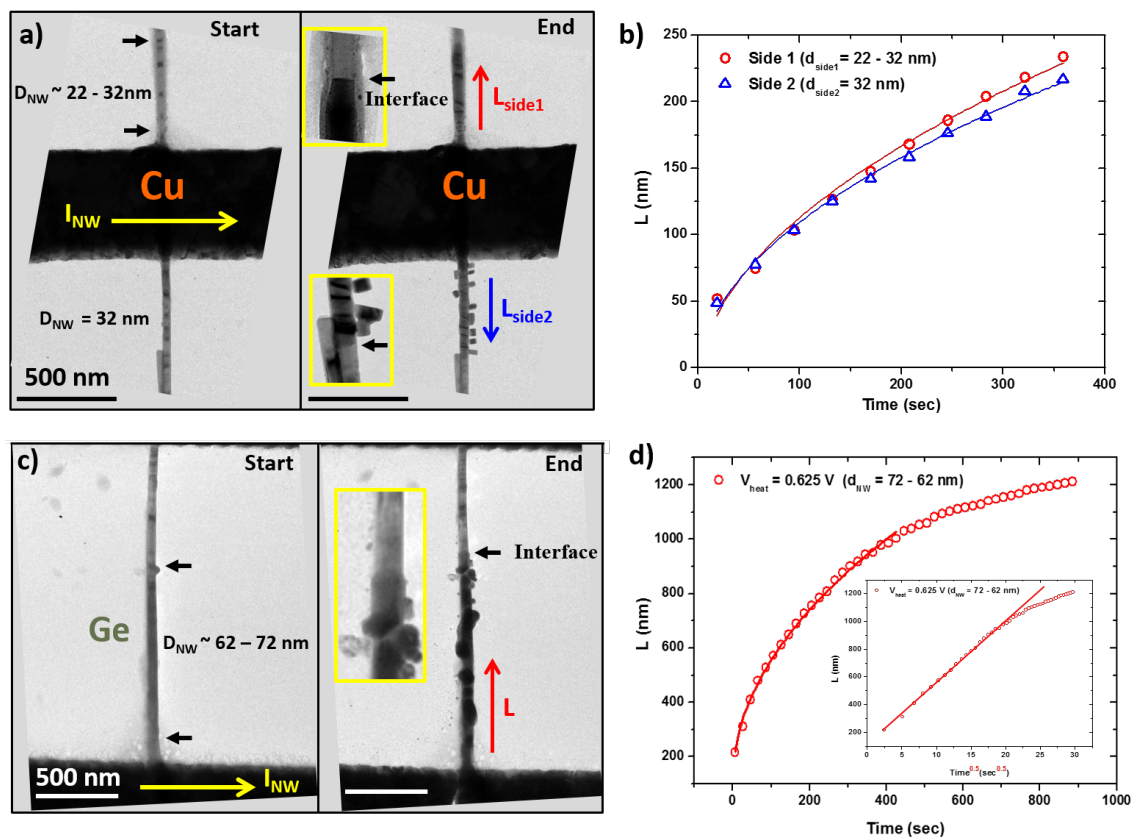 a)
Start
End
D_NW ~ 22 - 32nm
Interface
L_side1
Cu
Cu
I_NW
D_NW = 32 nm
L_side2
500 nm
b)
Side 1 (d_side1 = 22 - 32 nm)
Side 2 (d_side2 = 32 nm)
250
200
150
100
50
0
L (nm)
0 100 200 300 400
Time (sec)
c)
Start
End
Interface
Ge
D_NW ~ 62 – 72 nm
L
500 nm
I_NW
d)
V_heat = 0.625 V (d_NW = 72 - 62 nm)
1200
1000
800
600
400
200
L (nm)
0 200 400 600 800 1000
Time (sec)
V_heat = 0.625 V (d_NW = 72 - 62 nm)
1200
1000
800
600
400
200
L (nm)
0 5 10 15 20 25 30
Time^0.5(sec^0.5)